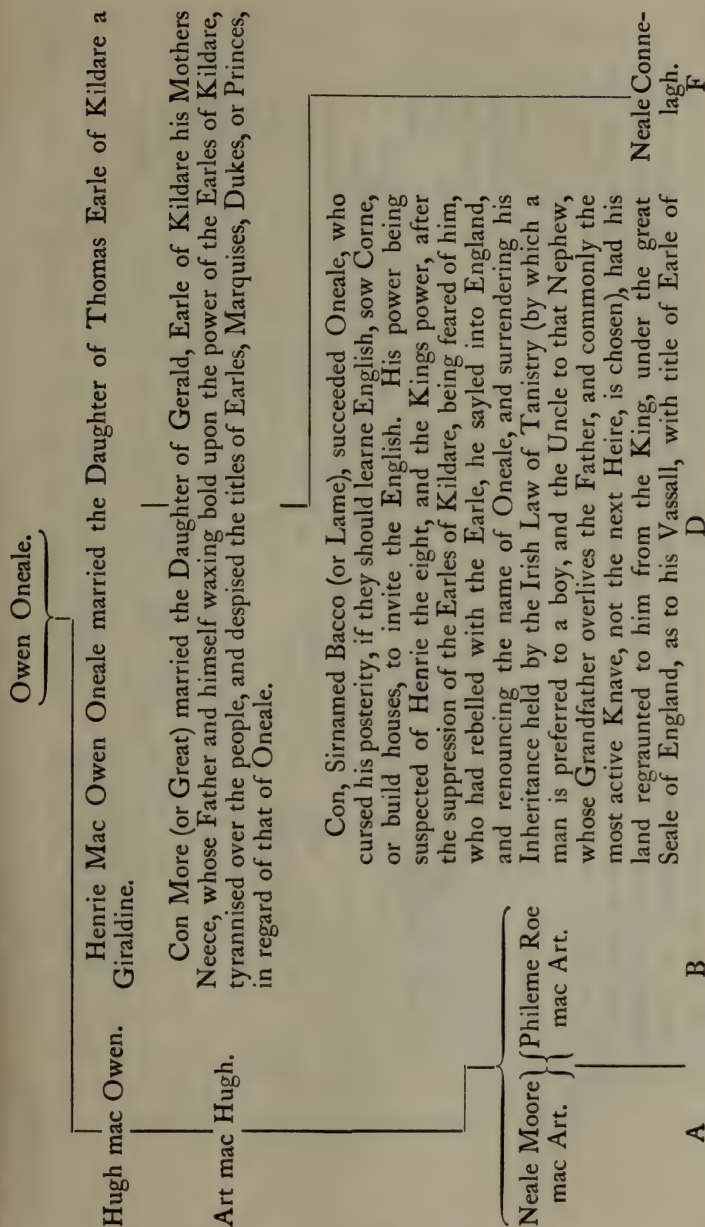 Owen Oneale.
Hugh mac Owen.
Henrie Mac Owen Oneale married the Daughter of Thomas Earle of Kildare a
Giraldine.
Art mac Hugh.
Con More (or Great) married the Daughter of Gerald, Earle of Kildare his Mothers
Neece, whose Father and himself waxing bold upon the power of the Earles of Kildare,
tyrannised over the people, and despised the titles of Earles, Marquises, Dukes, or Princes,
in regard of that of Oneale.
Neale Moore
mac Art.
Phileme Roe
mac Art.
Con, Sirnamed Bacco (or Lame), succeeded Oneale, who
cursed his posterity, if they should learne English, sow Corne,
or build houses, to invite the English. His power being
suspected of Henrie the eight, and the Kings power, after
the suppression of the Earles of Kildare, being feared of him,
who had rebelled with the Earle, he sayled into England,
and renouncing the name of Oneale, and surrendering his
Inheritance held by the Irish Law of Tanistry (by which a
man is preferred to a boy, and the Uncle to that Nephew,
whose Grandfather overlives the Father, and commonly the
most active Knave, not the next Heire, is chosen), had his
land regraunted to him from the King, under the great
Seale of England, as to his Vassall, with title of Earle of
Neale Conne-
lagh.
A
B
D
F